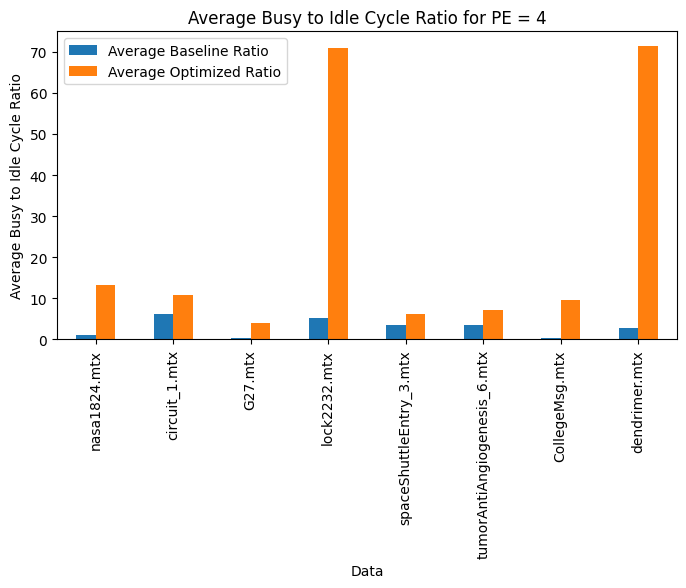 Average Busy to Idle Cycle Ratio for PE = 4
Average Baseline Ratio
Average Optimized Ratio
Average Busy to Idle Cycle Ratio
70
60
50
40
30
20
10
0
nasa1824.mtx
circuit_1.mtx
G27.mtx
lock2232.mtx
spaceShuttleEntry_3.mtx
tumorAntiAngiogenesis_6.mtx
CollegeMsg.mtx
dendrimer.mtx
Data